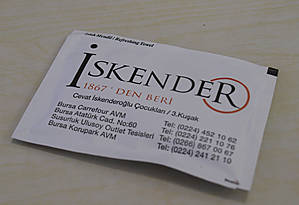 Islak Mendil / Refreshing Towel
İSKENDER
1867 ' DEN BERİ
Cevat İskenderoğlu Çocukları / 3.Kuşak
Bursa Carrefour AVM Tel: (0224) 452 10 62
Bursa Atatürk Cad. No:60 Tel: (0224) 221 10 76
Susurluk Ulusoy Outlet Tesisleri Tel: (0266) 867 00 67
Bursa Korupark AVM Tel: (0224) 241 21 10